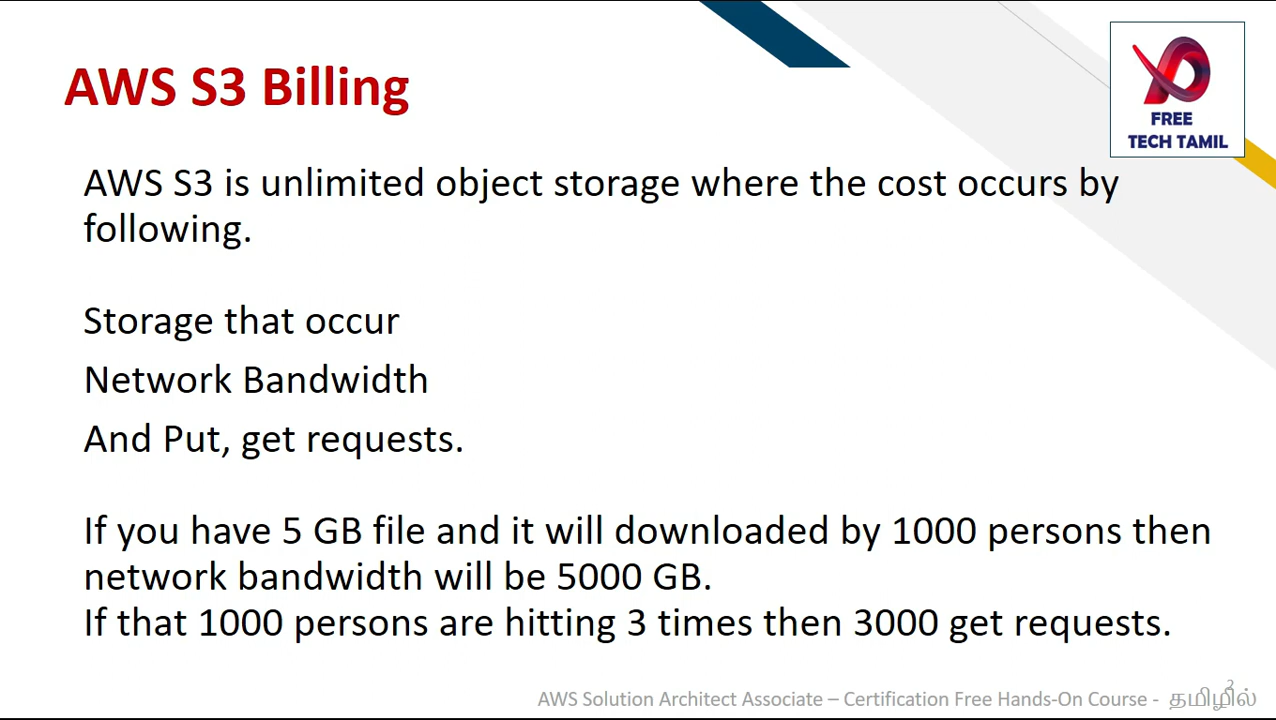 AWS S3 Billing
FREE
TECH TAMIL
AWS S3 is unlimited object storage where the cost occurs by
following.
Storage that occur
Network Bandwidth
And Put, get requests.
If you have 5 GB file and it will downloaded by 1000 persons then
network bandwidth will be 5000 GB.
If that 1000 persons are hitting 3 times then 3000 get requests.
2
AWS Solution Architect Associate – Certification Free Hands-On Course - தமிழில்